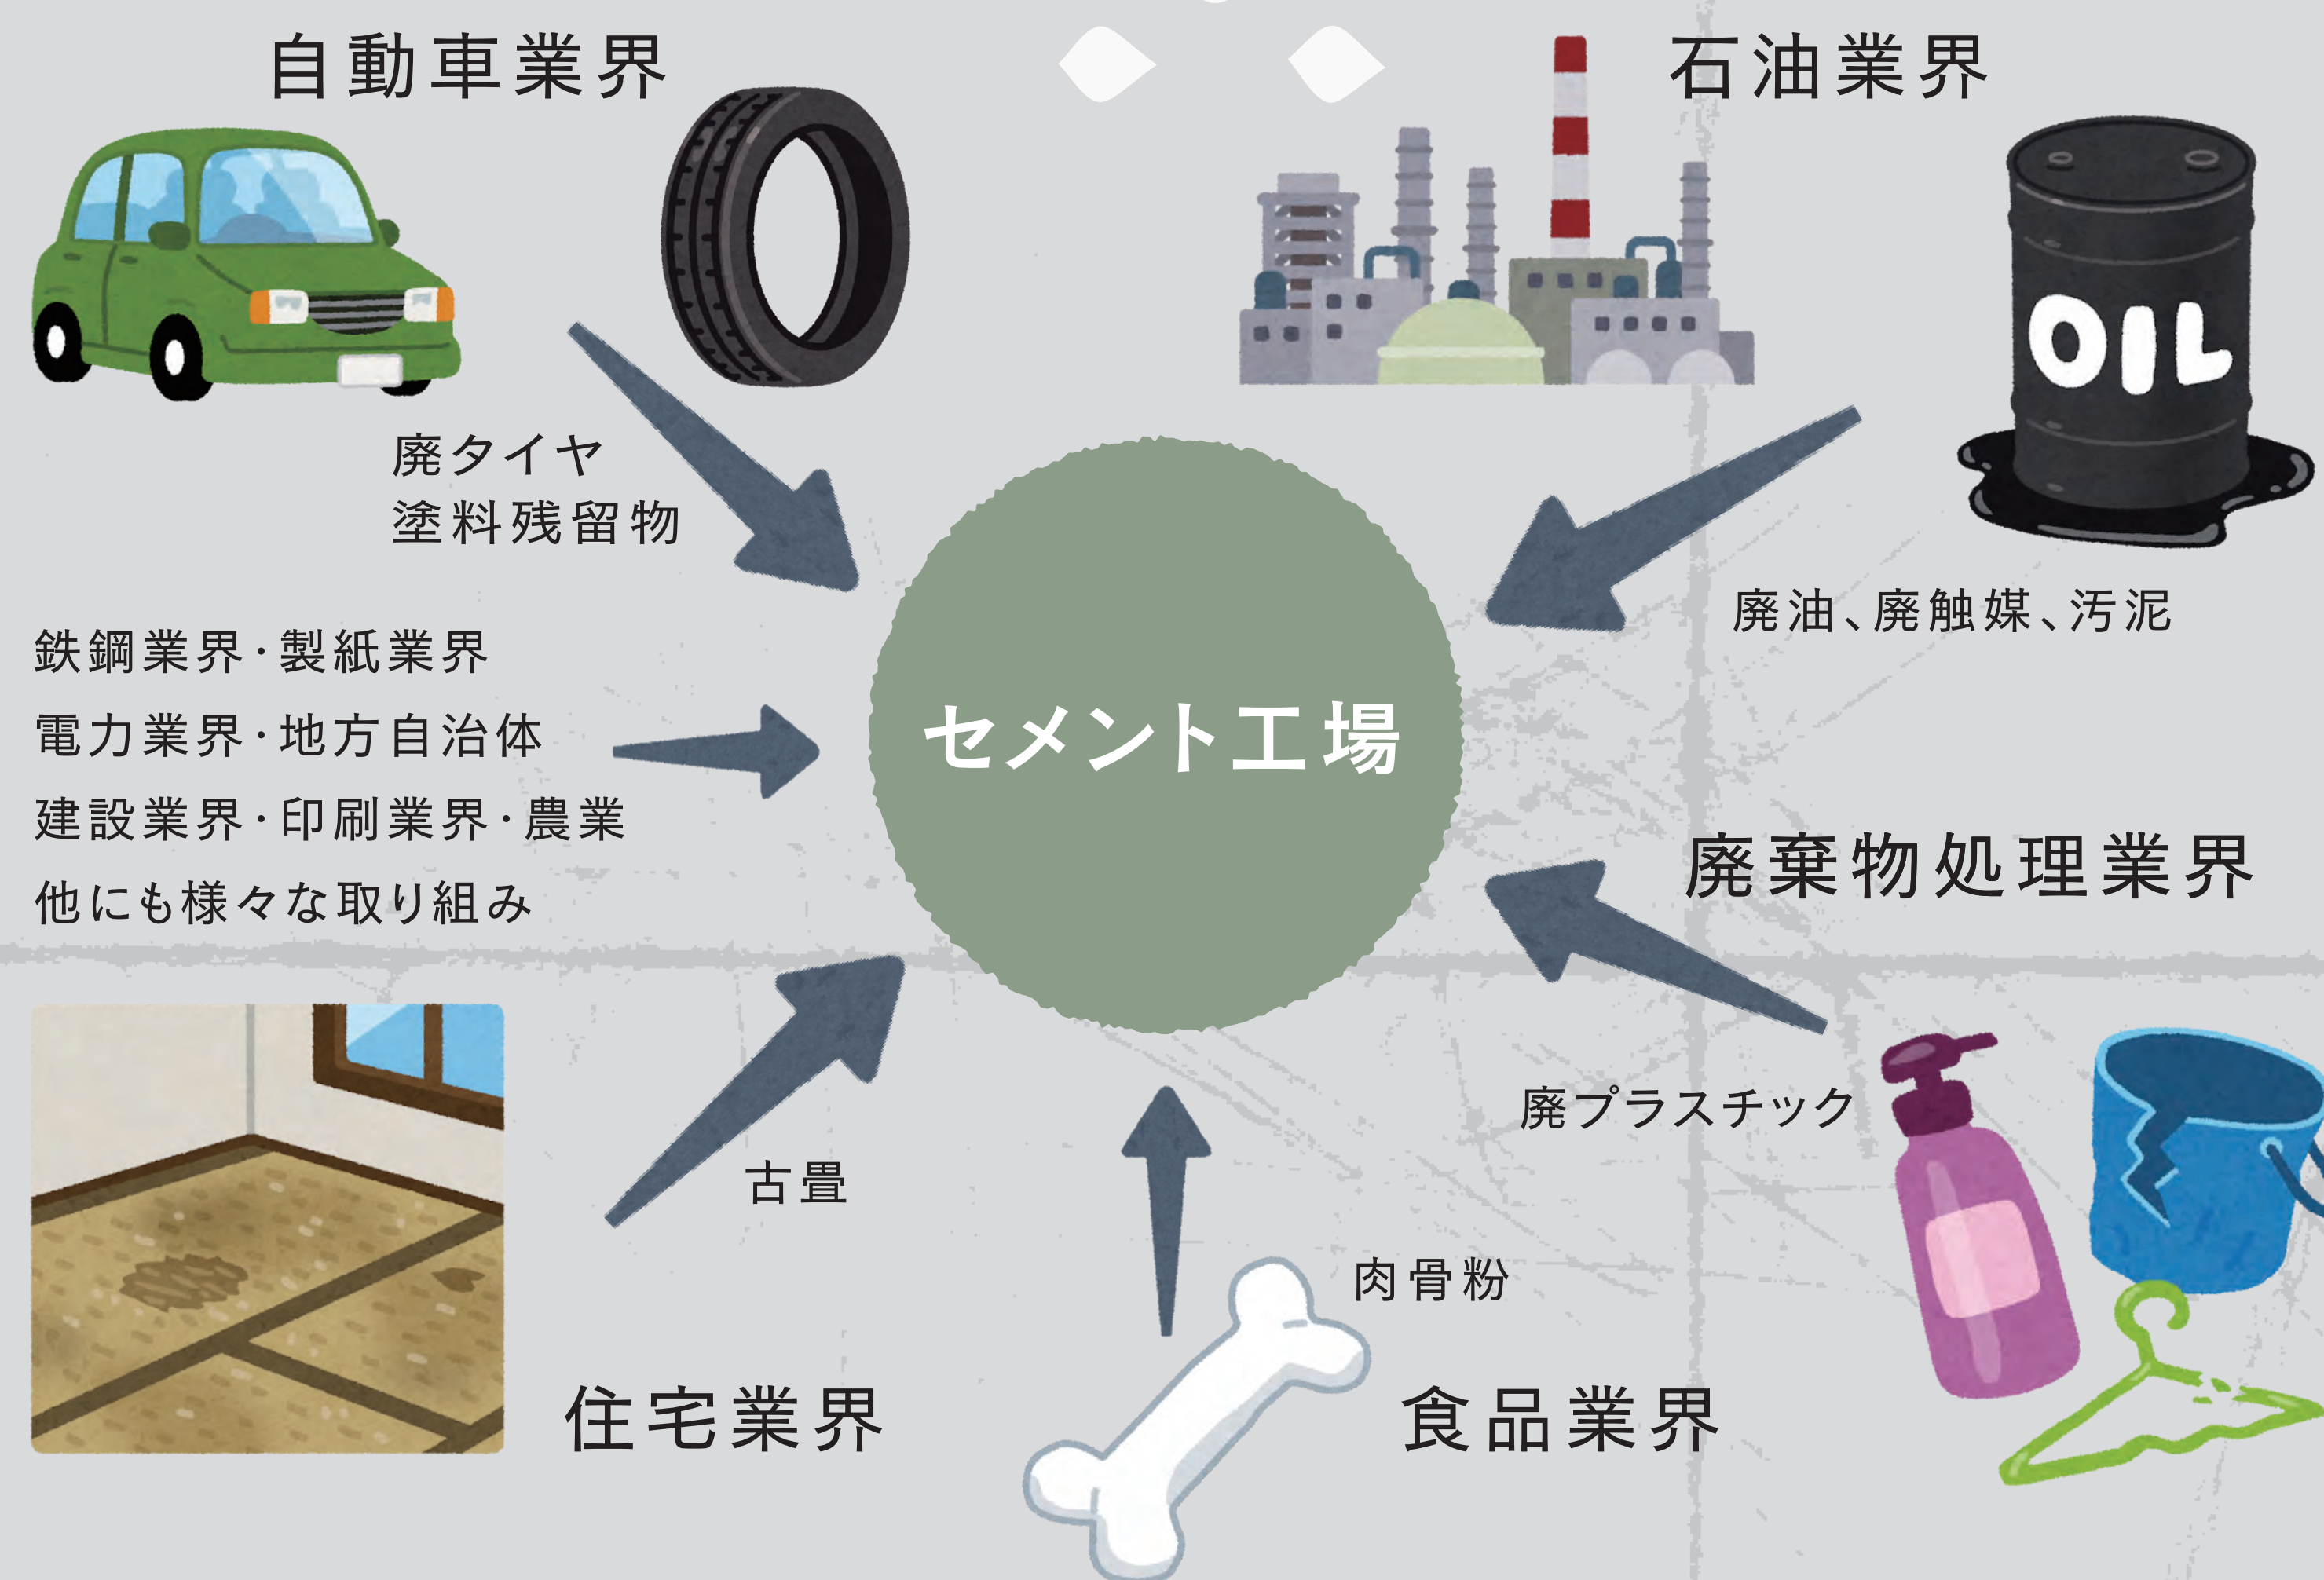 自動車業界
石油業界
OIL
廃タイヤ
塗料残留物
廃油、廃触媒、汚泥
鉄鋼業界・製紙業界
電力業界・地方自治体
建設業界・印刷業界・農業
他にも様々な取り組み
セメント工場
廃棄物処理業界
廃プラスチック
古畳
肉骨粉
住宅業界
食品業界